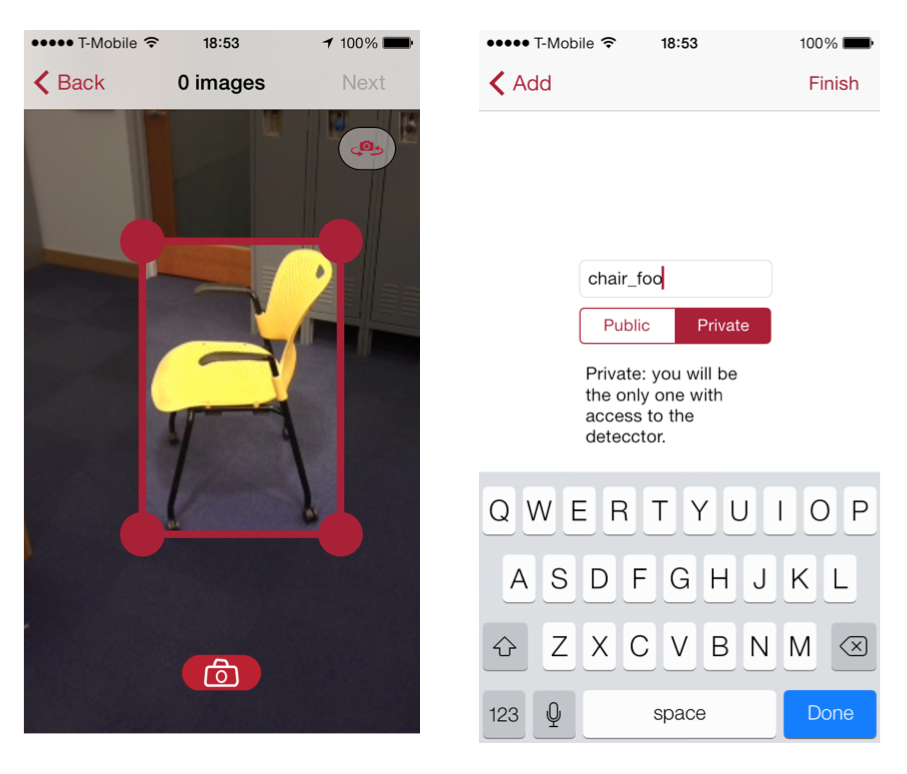 T-Mobile 18:53 100%
Back 0 images Next
T-Mobile 18:53 100%
Add Finish
chair_foo
Public Private
Private: you will be
the only one with
access to the
detecctor.
Q W E R T Y U I O P
A S D F G H J K L
Z X C V B N M
123 space Done